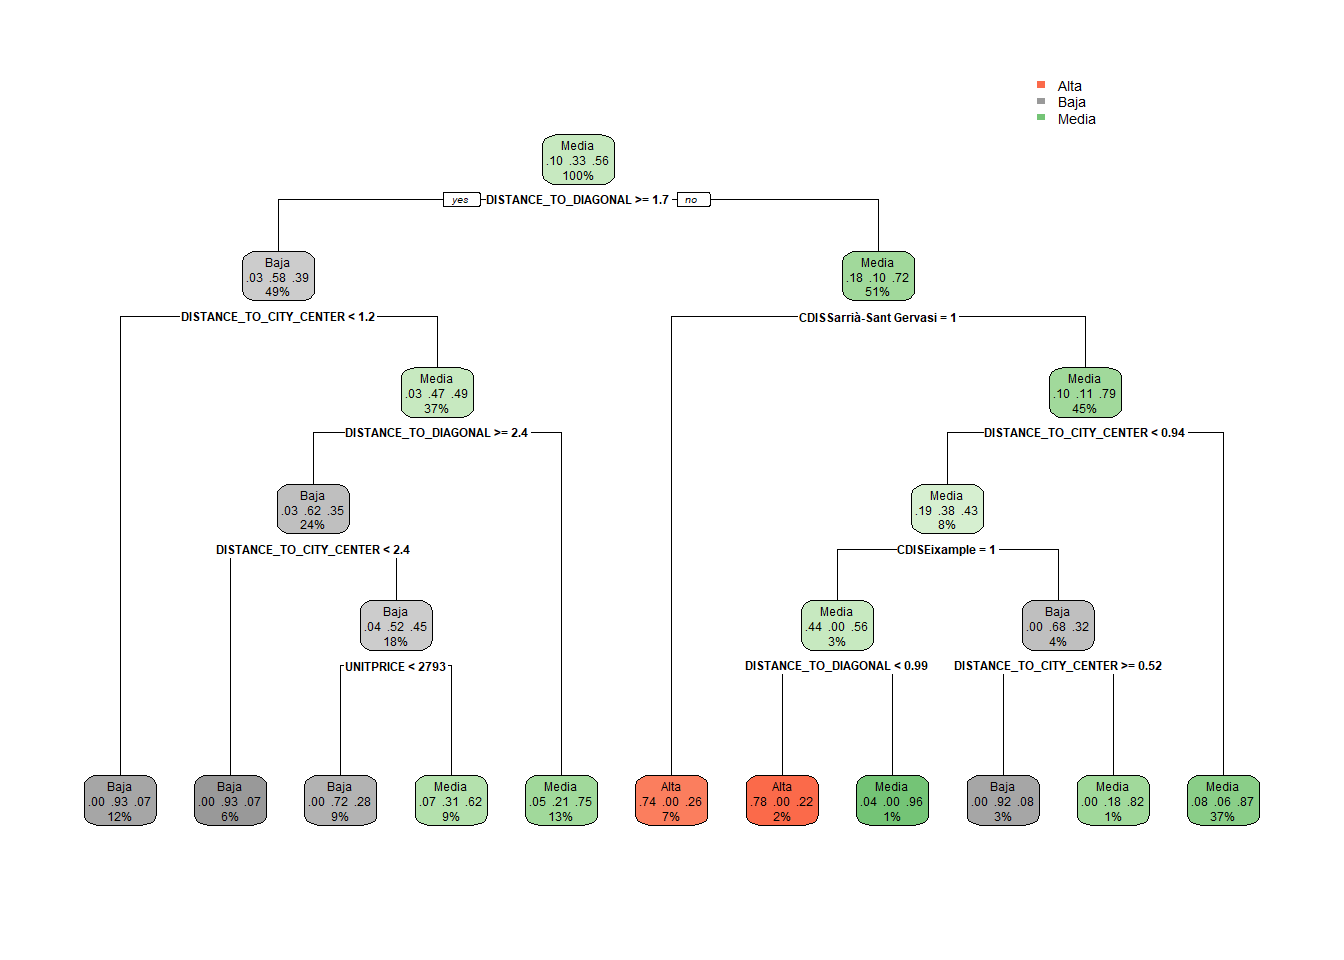 Alta
Baja
Media
Media
.10 .33 .56
100%
yes DISTANCE_TO_DIAGONAL >= 1.7 no
Baja
.03 .58 .39
49%
Media
.18 .10 .72
51%
DISTANCE_TO_CITY_CENTER < 1.2
CDISSarrià-Sant Gervasi = 1
Media
.03 .47 .49
37%
Media
.10 .11 .79
45%
DISTANCE_TO_DIAGONAL >= 2.4
DISTANCE_TO_CITY_CENTER < 0.94
Baja
.03 .62 .35
24%
Media
.19 .38 .43
8%
DISTANCE_TO_CITY_CENTER < 2.4
CDISEixample = 1
Baja
.04 .52 .45
18%
Media
.44 .00 .56
3%
Baja
.00 .68 .32
4%
UNITPRICE < 2793
DISTANCE_TO_DIAGONAL < 0.99
DISTANCE_TO_CITY_CENTER >= 0.52
Baja
.00 .93 .07
12%
Baja
.00 .93 .07
6%
Baja
.00 .72 .28
9%
Media
.07 .31 .62
9%
Media
.05 .21 .75
13%
Alta
.74 .00 .26
7%
Alta
.78 .00 .22
2%
Media
.04 .00 .96
1%
Baja
.00 .92 .08
3%
Media
.00 .18 .82
1%
Media
.08 .06 .87
37%